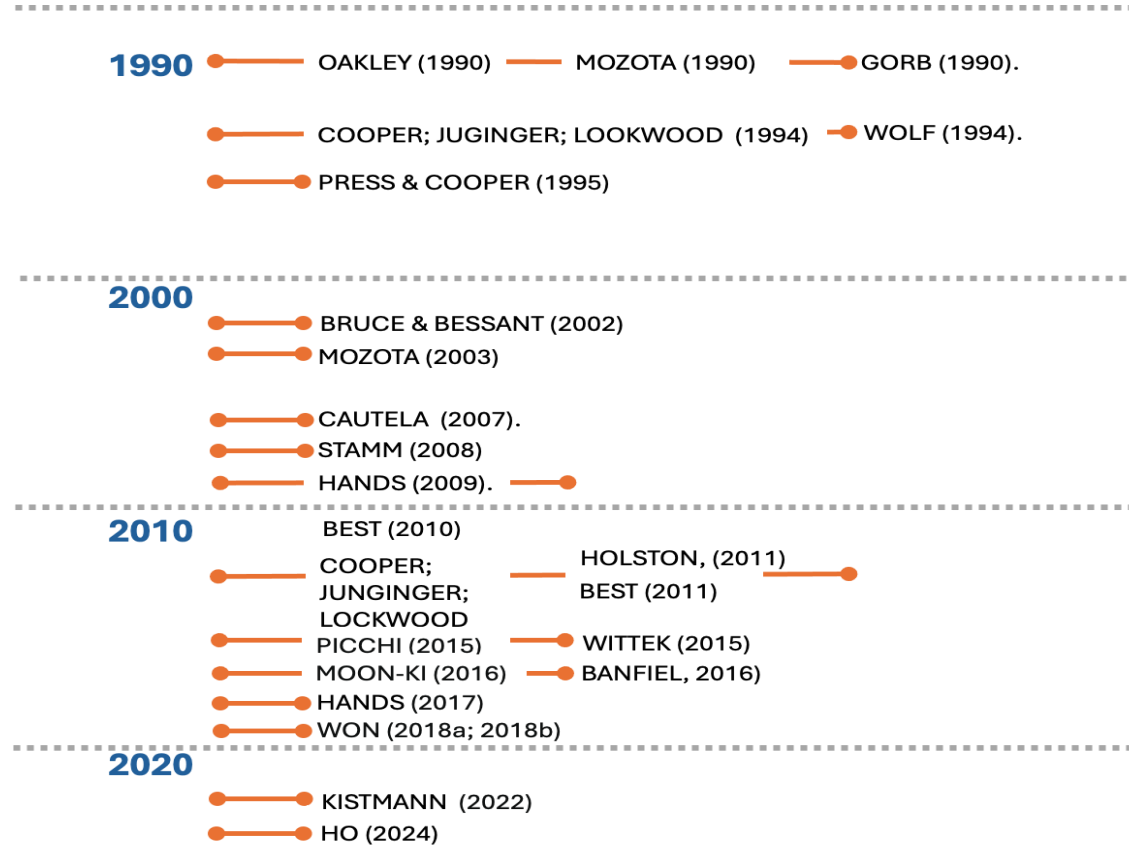 1990 OAKLEY (1990) MOZOTA (1990) GORB (1990).
COOPER; JUGINGER; LOOKWOOD (1994) WOLF (1994).
PRESS & COOPER (1995)
2000
BRUCE & BESSANT (2002)
MOZOTA (2003)
CAUTELA (2007).
STAMM (2008)
HANDS (2009).
2010 BEST (2010)
COOPER;
JUNGINGER;
LOCKWOOD
HOLSTON, (2011)
BEST (2011)
PICCHI (2015) WITTEK (2015)
MOON-KI (2016) BANFIEL, 2016)
HANDS (2017)
WON (2018a; 2018b)
2020
KISTMANN (2022)
HO (2024)